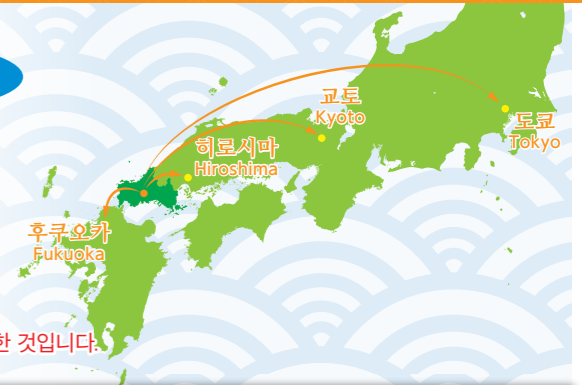 교토
Kyoto
도쿄
Tokyo
히로시마
Hiroshima
후쿠오카
Fukuoka
한 것입니다.